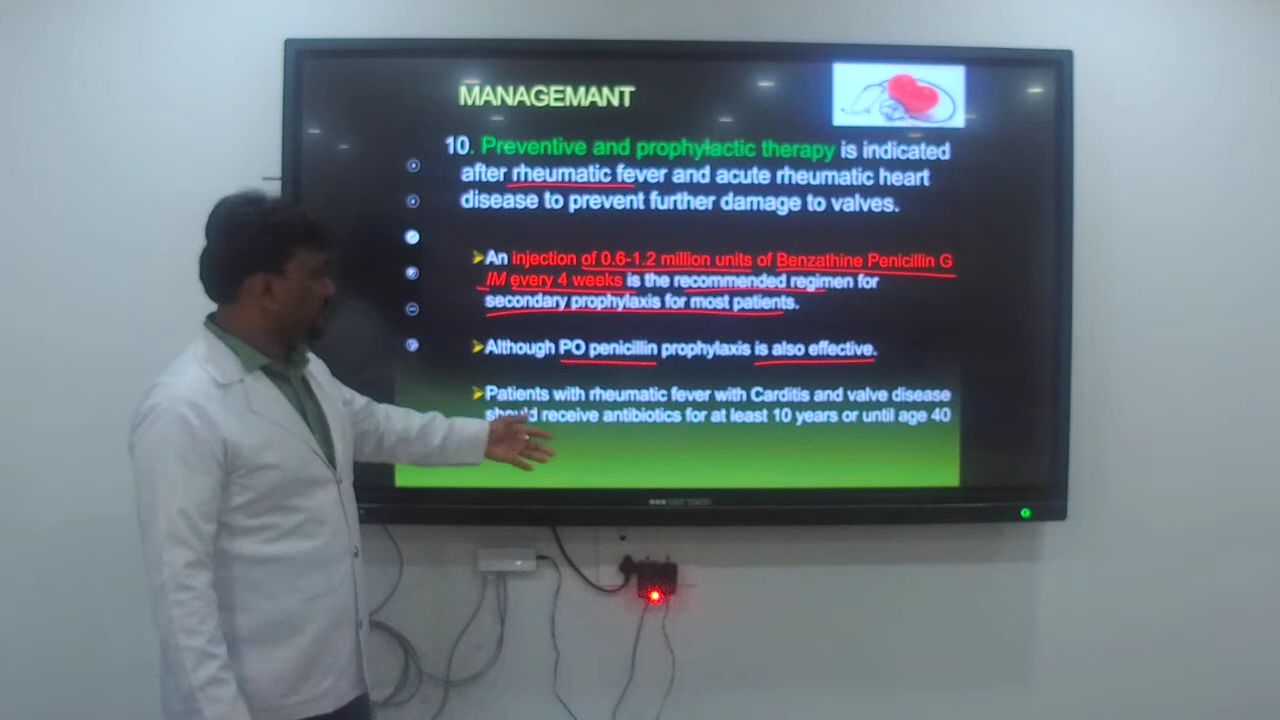 MANAGEMANT
10. Preventive and prophylactic therapy is indicated
after rheumatic fever and acute rheumatic heart
disease to prevent further damage to valves.
➢An injection of 0.6-1.2 million units of Benzathine Penicillin G
IM every 4 weeks is the recommended regimen for
secondary prophylaxis for most patients.
➢Although PO penicillin prophylaxis is also effective.
➢Patients with rheumatic fever with Carditis and valve disease
should receive antibiotics for at least 10 years or until age 40